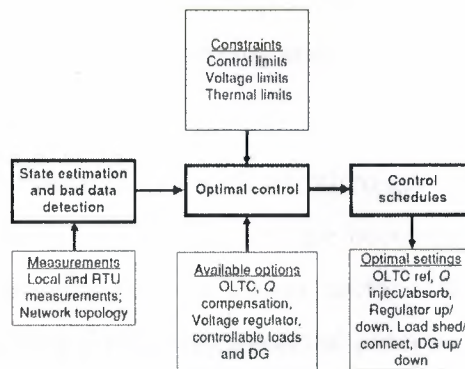 Constraints
Control limits
Voltage limits
Thermal limits
State estimation
and bad data
detection
Optimal control
Control
schedules
Measurements
Local and RTU
measurements;
Network topology
Available options
OLTC, Q
compensation,
Voltage regulator,
controllable loads
and DG
Optimal settings
OLTC ref, Q
inject/absorb,
Regulator up/
down. Load shed/
connect, DG up/
down